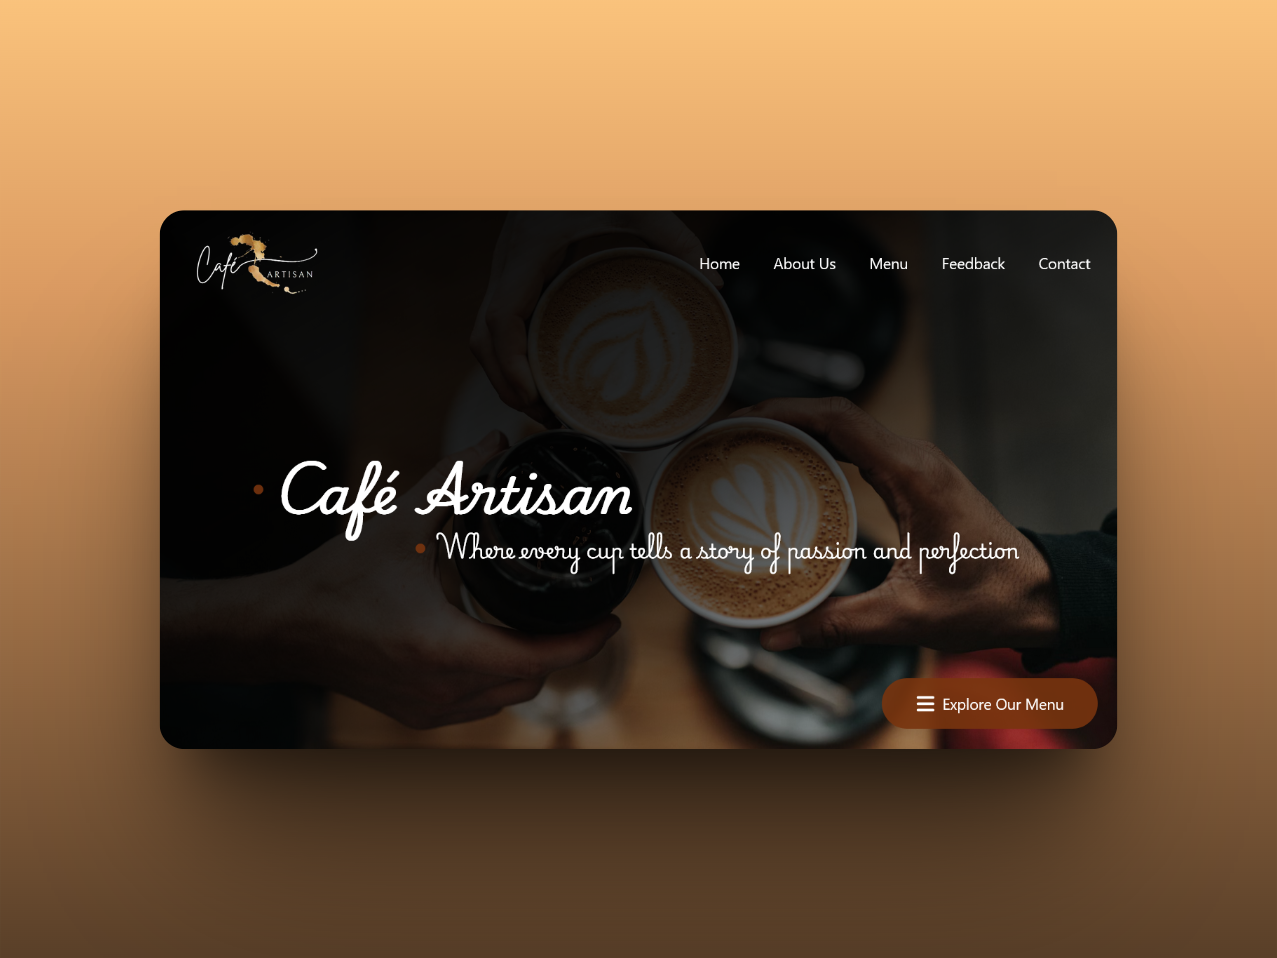 Café
ARTISAN
Home About Us Menu Feedback Contact
Café Artisan
Where every cup tells a story of passion and perfection
Explore Our Menu